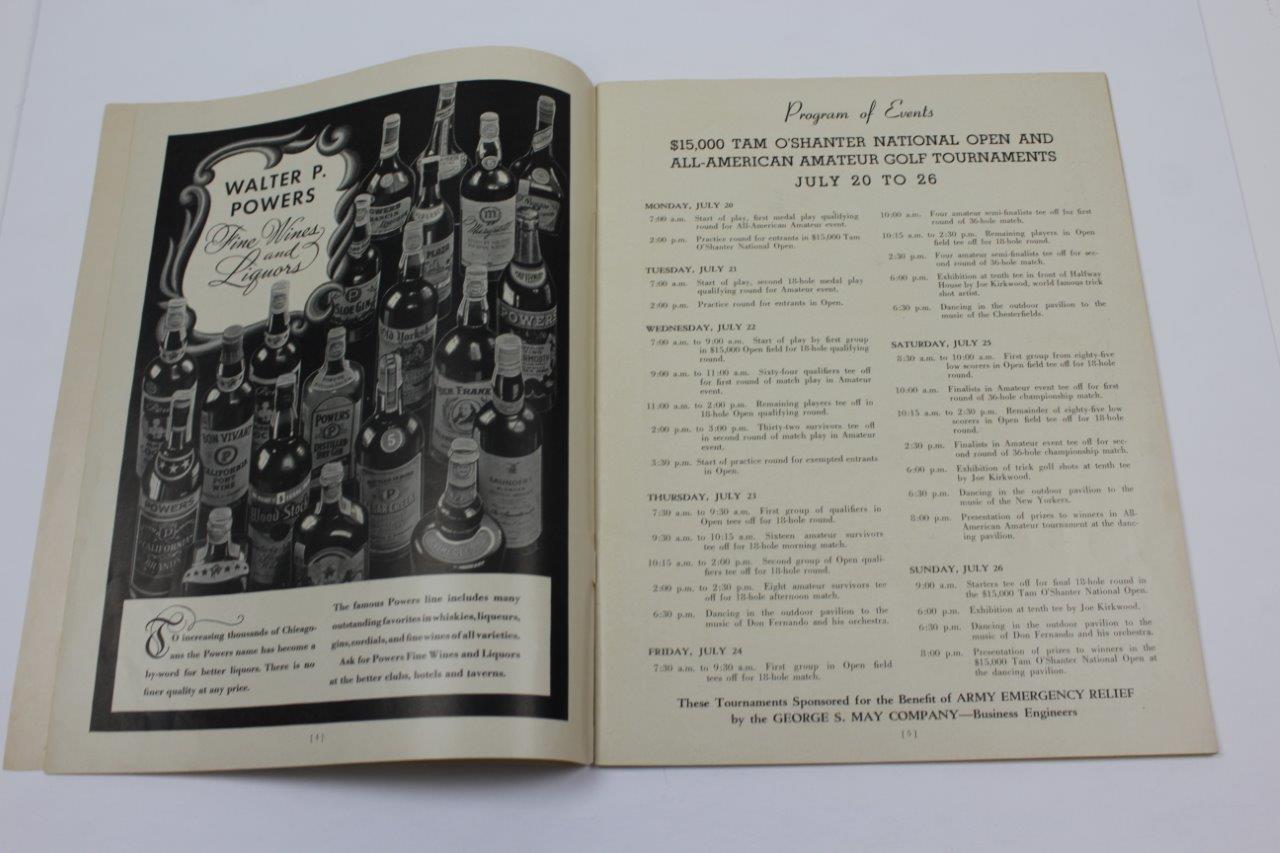 WALTER P.
POWERS
Fine Wines
and
Liquors
POWERS
SLOE GIN
Old Yorkshire
POWERS
BON VIVANT
CALIFORNIA
PORT
WINE
POWERS
P
DISTILLED
DRY GIN
5
Wood Stock
POWERS
CALIFORNIA
TO increasing thousands of Chicago-
ans the Powers name has become a
by-word for better liquors. There is no
finer quality at any price.
The famous Powers line includes many
outstanding favorites in whiskies, liqueurs,
gins, cordials, and fine wines of all varieties.
Ask for Powers Fine Wines and Liquors
at the better clubs, hotels and taverns.
[4]
Program of Events
$15,000 TAM O'SHANTER NATIONAL OPEN AND
ALL-AMERICAN AMATEUR GOLF TOURNAMENTS
JULY 20 TO 26
MONDAY, JULY 20
7:00 a.m. Start of play, first medal play qualifying
round for All-American Amateur event.
2:00 p.m. Practice round for entrants in $15,000 Tam
O'Shanter National Open.
TUESDAY, JULY 21
7:00 a.m. Start of play, second 18-hole medal play
qualifying round for Amateur event.
2:00 p.m. Practice round for entrants in Open.
WEDNESDAY, JULY 22
7:00 am. to 9:00 a.m. Start of play by first group
in $15,000 Open field for 18-hole qualifying
round.
9:00 am. to 11:00 a.m. Sixty-four qualifiers tee off
for first round of match play in Amateur
event.
11:00 a.m. to 2:00 p.m. Remaining players tee off in
18-hole Open qualifying round.
2:00 p.m. to 3:00 p.m. Thirty-two survivors tee off
in second round of match play in Amateur
event.
3:30 p.m. Start of practice round for exempted entrants
in Open.
THURSDAY, JULY 23
7:30 a.m. to 9:30 a.m. First group of qualifiers in
Open tees off for 18-hole round.
9:30 a.m. to 10:15 a.m. Sixteen amateur survivors
tee off for 18-hole morning match.
10:15 a.m. to 2:00 p.m. Second group of Open quali-
fiers tee off for 18-hole round.
2:00 p.m. to 2:30 p.m. Eight amateur survivors tee
off for 18-hole afternoon match.
6:30 p.m. Dancing in the outdoor pavilion to the
music of Don Fernando and his orchestra.
FRIDAY, JULY 24
7:30 a.m. to 9:30 a.m. First group in Open field
tees off for 18-hole match.
10:00 a.m. Four amateur semi-finalists tee off for first
round of 36-hole match.
10:15 a.m. to 2:30 p.m. Remaining players in Open
field tee off for 18-hole round.
2:30 p.m. Four amateur semi-finalists tee off for sec-
ond round of 36-hole match.
6:00 p.m. Exhibition at tenth tee in front of Halfway
House by Joe Kirkwood, world famous trick
shot artist.
6:30 p.m. Dancing in the outdoor pavilion to the
music of the Chesterfields.
SATURDAY, JULY 25
8:30 a.m. to 10:00 a.m. First group from eighty-five
low scorers in Open field tee off for 18-hole
round.
10:00 a.m. Finalists in Amateur event tee off for first
round of 36-hole championship match.
10:15 a.m. to 2:30 p.m. Remainder of eighty-five low
scorers in Open field tee off for 18-hole
round.
2:30 p.m. Finalists in Amateur event tee off for sec-
ond round of 36-hole championship match.
6:00 p.m. Exhibition of trick golf shots at tenth tee
by Joe Kirkwood.
6:30 p.m. Dancing in the outdoor pavilion to the
music of the New Yorkers.
8:00 p.m. Presentation of prizes to winners in All-
American Amateur tournament at the danc-
ing pavilion.
SUNDAY, JULY 26
9:00 a.m. Starters tee off for final 18-hole round in
the $15,000 Tam O'Shanter National Open.
6:00 p.m. Exhibition at tenth tee by Joe Kirkwood.
6:30 p.m. Dancing in the outdoor pavilion to the
music of Don Fernando and his orchestra.
8:00 p.m. Presentation of prizes to winners in the
$15,000 Tam O'Shanter National Open at
the dancing pavilion.
These Tournaments Sponsored for the Benefit of ARMY EMERGENCY RELIEF
by the GEORGE S. MAY COMPANY—Business Engineers
[5]